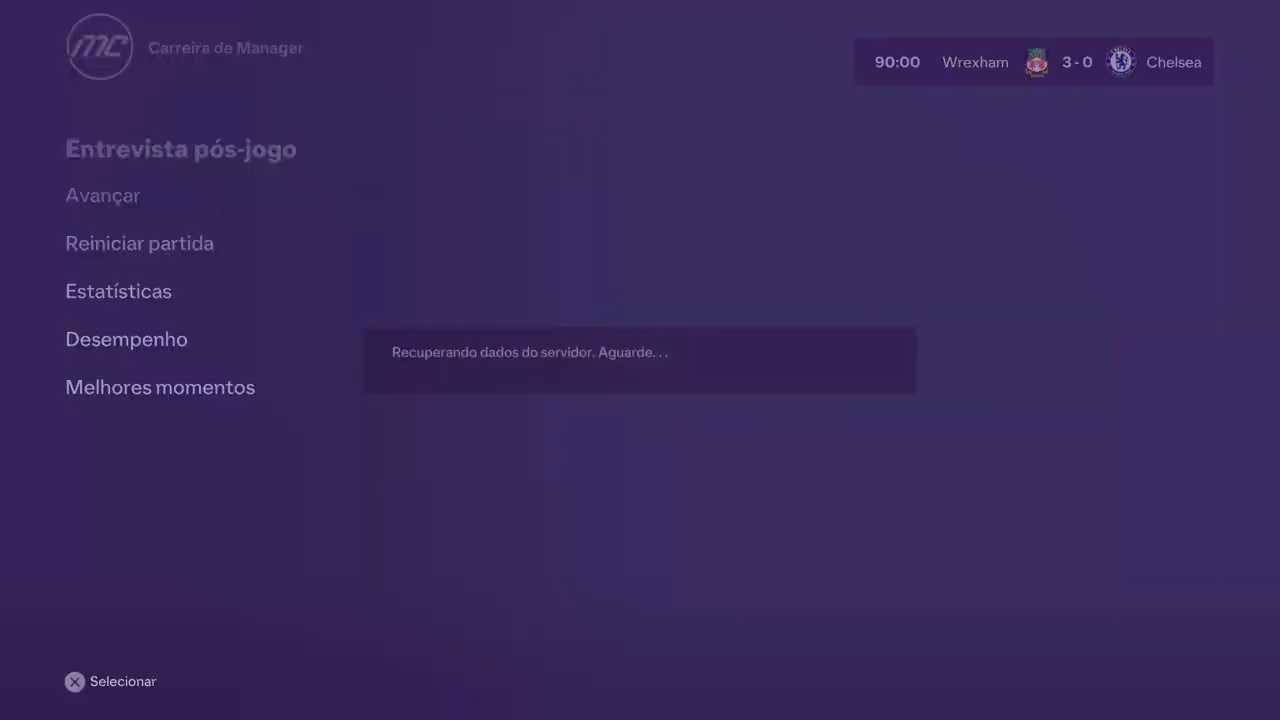 MC Carreira de Manager
90:00 Wrexham 3 - 0 Chelsea
Entrevista pós-jogo
Avançar
Reiniciar partida
Estatísticas
Desempenho
Melhores momentos
Recuperando dados do servidor. Aguarde. . .
Selecionar